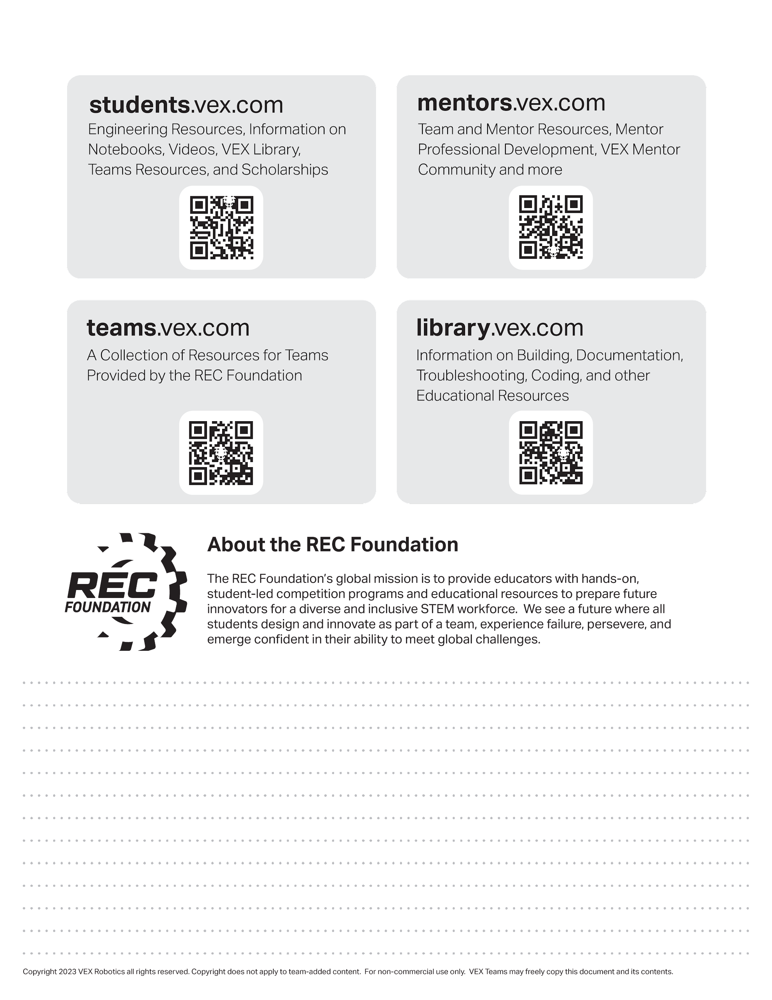 students.vex.com
Engineering Resources, Information on
Notebooks, Videos, VEX Library,
Teams Resources, and Scholarships
mentors.vex.com
Team and Mentor Resources, Mentor
Professional Development, VEX Mentor
Community and more
teams.vex.com
A Collection of Resources for Teams
Provided by the REC Foundation
library.vex.com
Information on Building, Documentation,
Troubleshooting, Coding, and other
Educational Resources
REC
FOUNDATION
About the REC Foundation
The REC Foundation’s global mission is to provide educators with hands-on,
student-led competition programs and educational resources to prepare future
innovators for a diverse and inclusive STEM workforce.  We see a future where all
students design and innovate as part of a team, experience failure, persevere, and
emerge confident in their ability to meet global challenges.
Copyright 2023 VEX Robotics all rights reserved. Copyright does not apply to team-added content.  For non-commercial use only.  VEX Teams may freely copy this document and its contents.